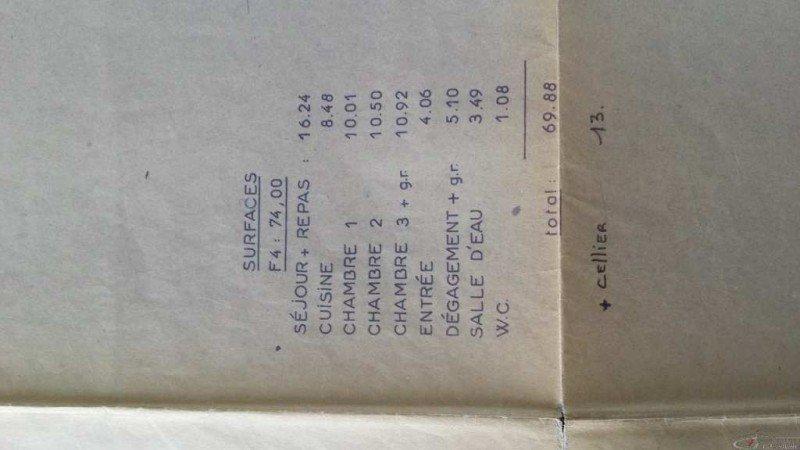 SURFACES
F4: 74,00
SÉJOUR + REPAS : 16.24
CUISINE 8.48
CHAMBRE 1 10.01
CHAMBRE 2 10.50
CHAMBRE 3 + g.r. 10.92
ENTRÉE 4.06
DÉGAGEMENT + g.r. 5.10
SALLE D'EAU 3.49
W.C. 1.08
total: 69.88
+ CELLIER 13.